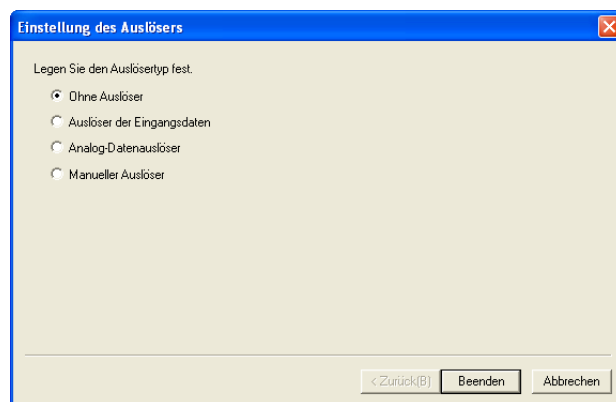 Einstellung des Auslösers
Legen Sie den Auslösertyp fest.
Ohne Auslöser
Auslöser der Eingangsdaten
Analog-Datenauslöser
Manueller Auslöser
< Zurück(B) Beenden Abbrechen